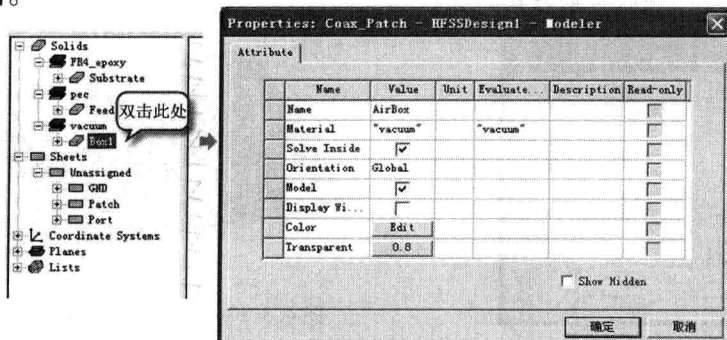 Properties: Coax_Patch - HFSSDesign1 - Modeler
Attribute
Solids
FR4_epoxy
Substrate
pec
Feed
vacuum
Box1
Sheets
Unassigned
GND
Patch
Port
Coordinate Systems
Planes
Lists
双击此处
Name Value Unit Evaluate... Description Read-only
Name AirBox
Material "vacuum" "vacuum"
Solve Inside
Orientation Global
Model
Display Wi...
Color Edit
Transparent 0.8
Show Hidden
确定 取消